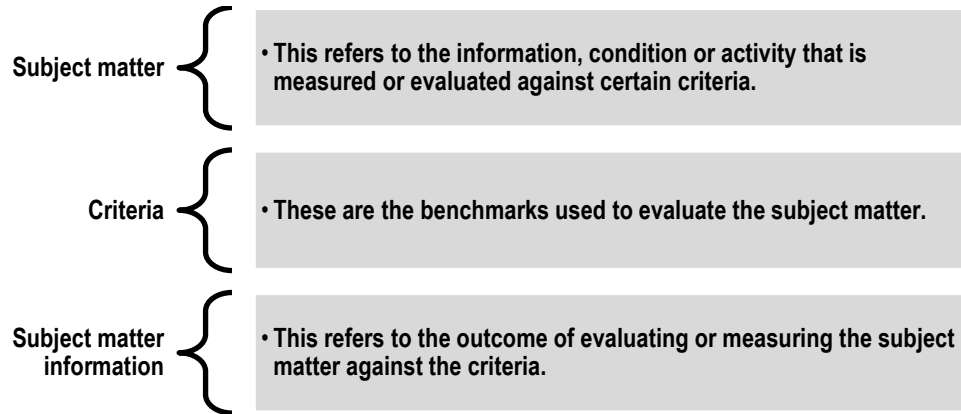 Subject matter
• This refers to the information, condition or activity that is
measured or evaluated against certain criteria.
Criteria
• These are the benchmarks used to evaluate the subject matter.
Subject matter
information
• This refers to the outcome of evaluating or measuring the subject
matter against the criteria.